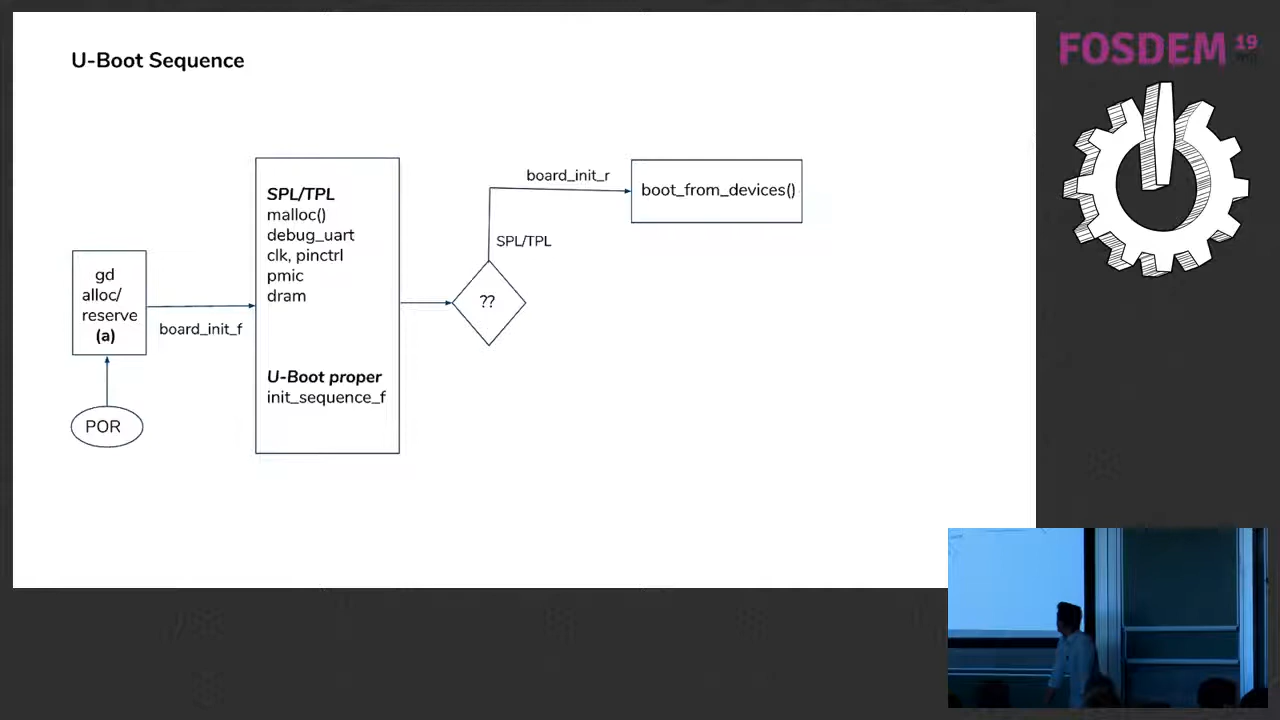 U-Boot Sequence
FOSDEM 19
board_init_r
boot_from_devices()
SPL/TPL
malloc()
debug_uart
clk, pinctrl
pmic
dram
SPL/TPL
gd
alloc/
reserve
(a)
board_init_f
??
U-Boot proper
init_sequence_f
POR